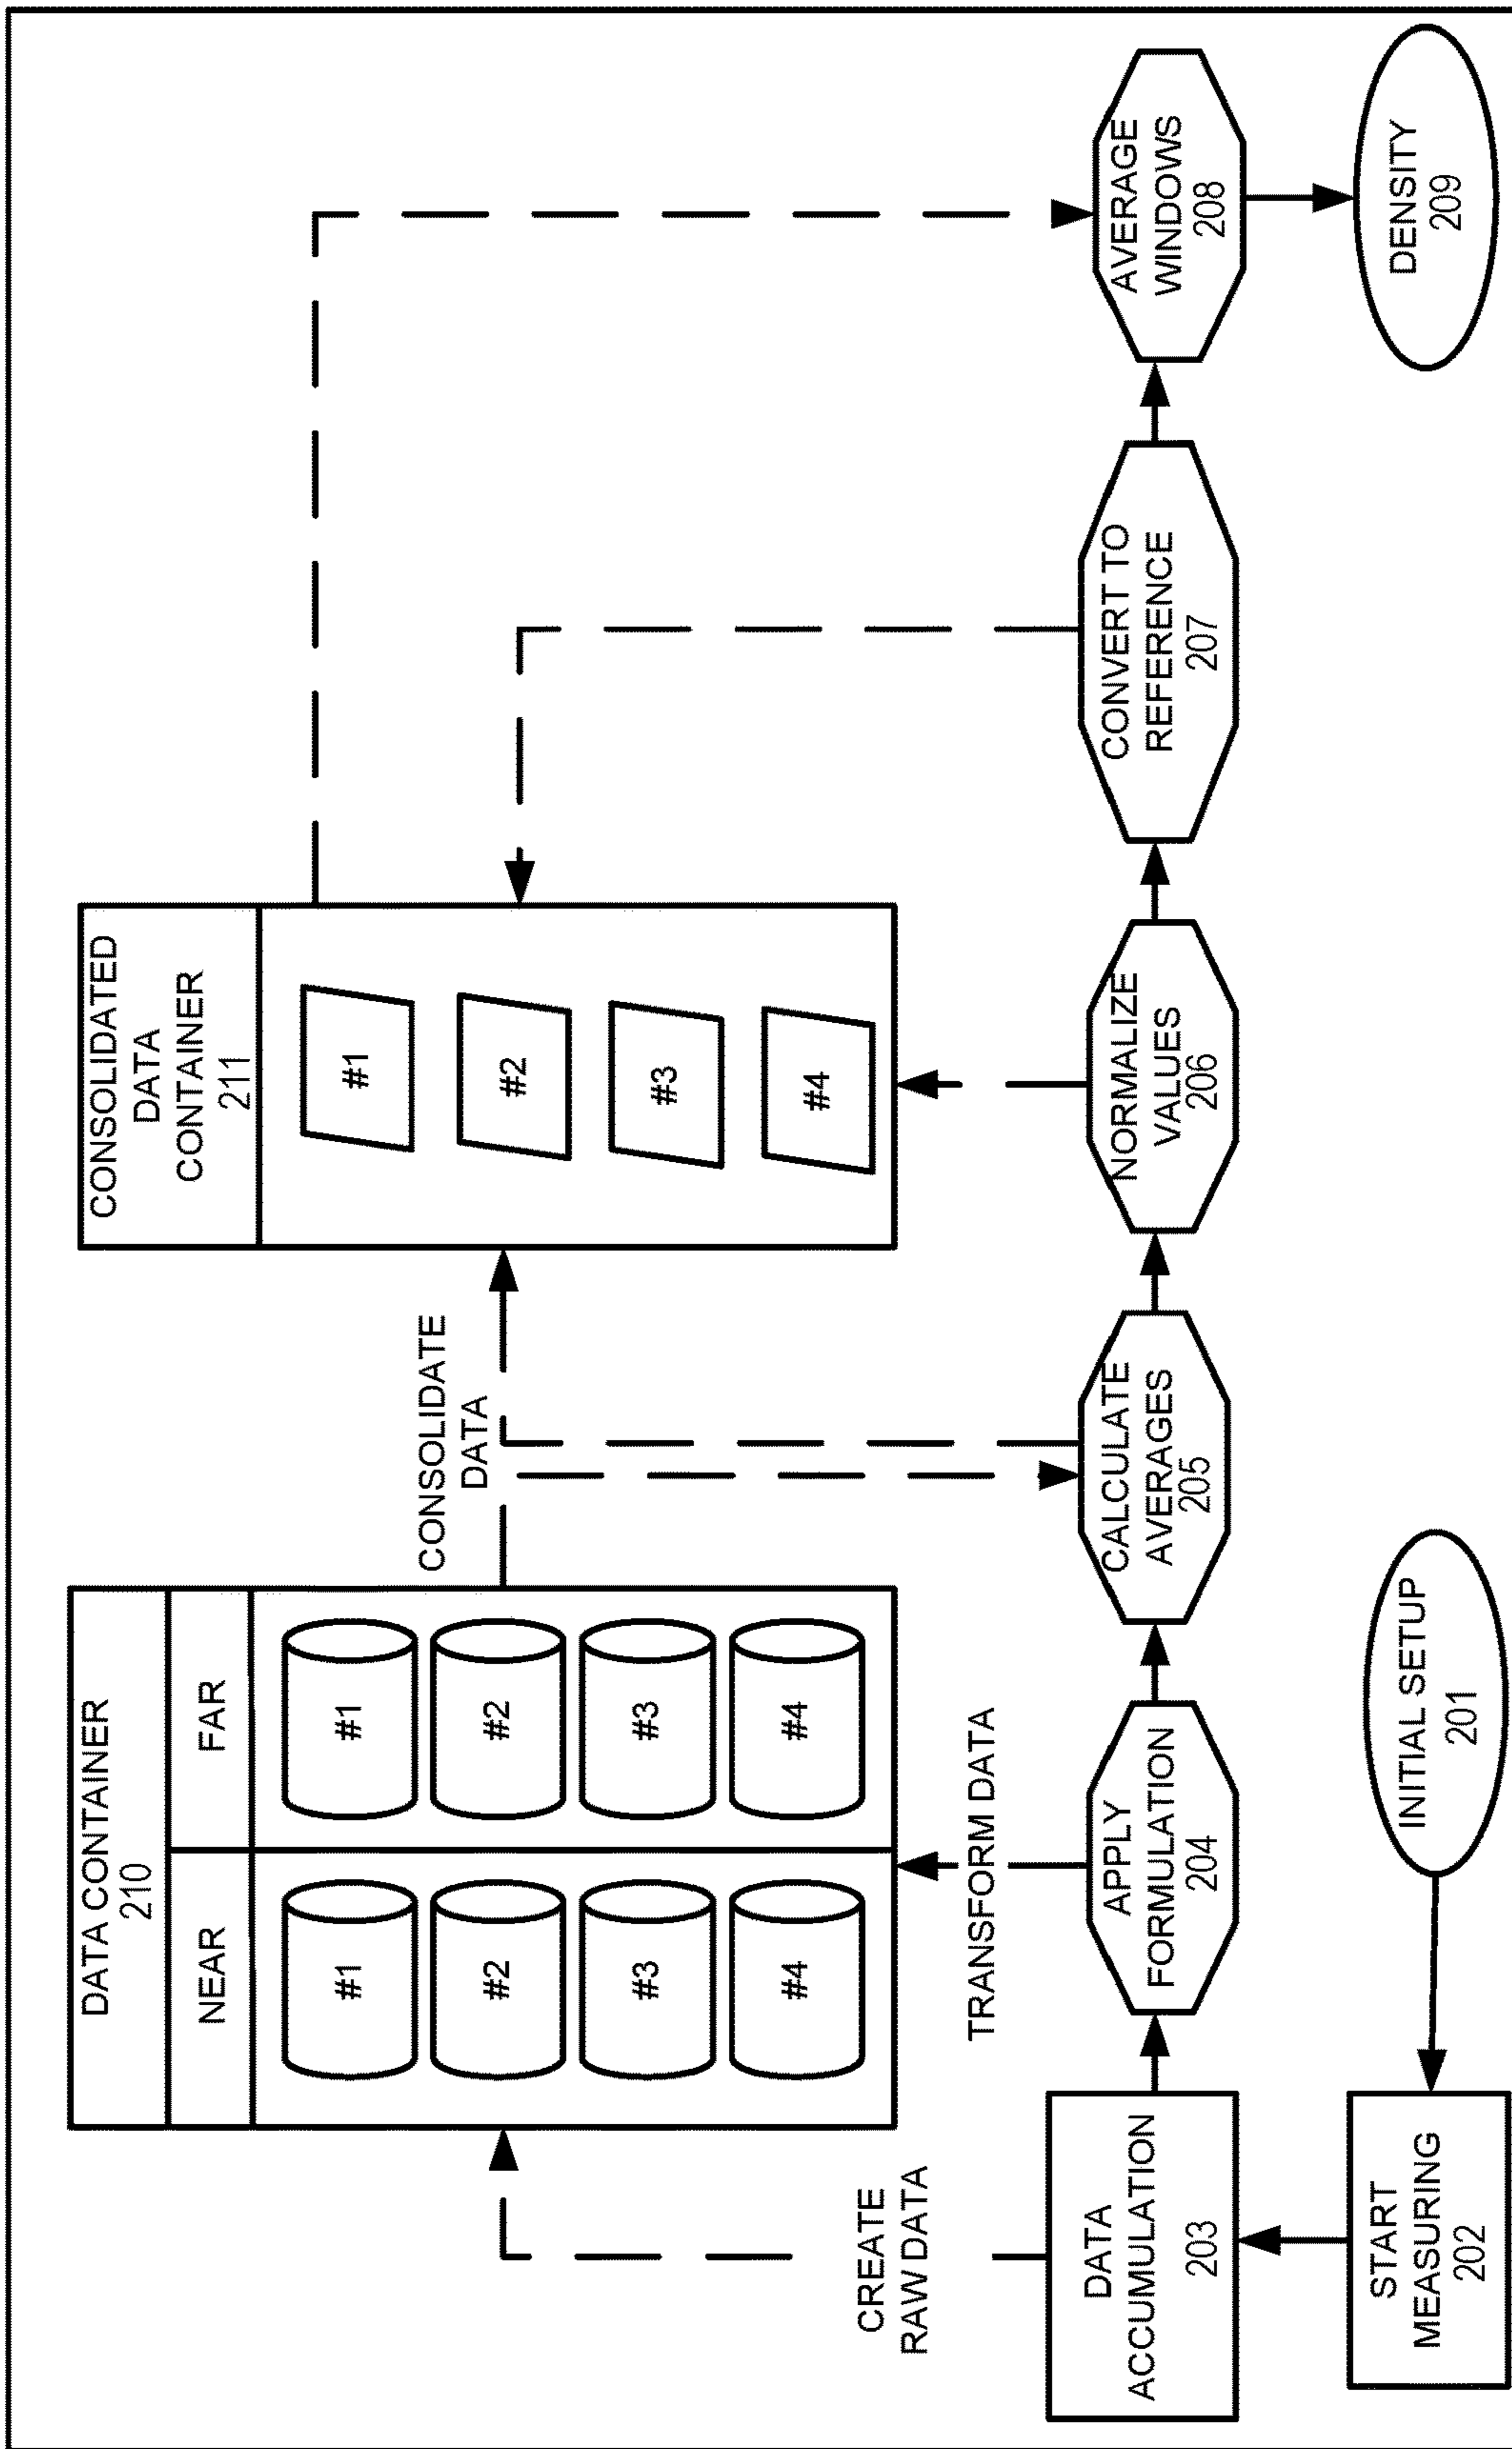 DATA CONTAINER
210
NEAR
FAR
#1
#1
#2
#2
#3
#3
#4
#4
CONSOLIDATED
DATA
CONTAINER
211
#1
#2
#3
#4
CONSOLIDATE
DATA
CREATE
RAW DATA
TRANSFORM DATA
DATA
ACCUMULATION
203
APPLY
FORMULATION
204
CALCULATE
AVERAGES
205
NORMALIZE
VALUES
206
CONVERT TO
REFERENCE
207
AVERAGE
WINDOWS
208
START
MEASURING
202
INITIAL SETUP
201
DENSITY
209